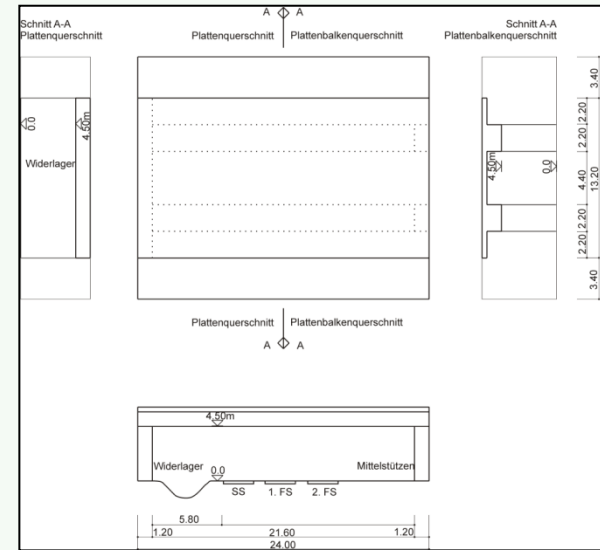 A A
Schnitt A-A
Plattenquerschnitt
Plattenquerschnitt Plattenbalkenquerschnitt
Schnitt A-A
Plattenbalkenquerschnitt
0.0
4.50m
Widerlager
4.50m
0.0
3.40
2.20
2.20
4.40
2.20
2.20
13.20
3.40
Plattenquerschnitt Plattenbalkenquerschnitt
A A
4.50m
Widerlager 0.0 Mittelstützen
SS 1. FS 2. FS
5.80
1.20 21.60 1.20
24.00